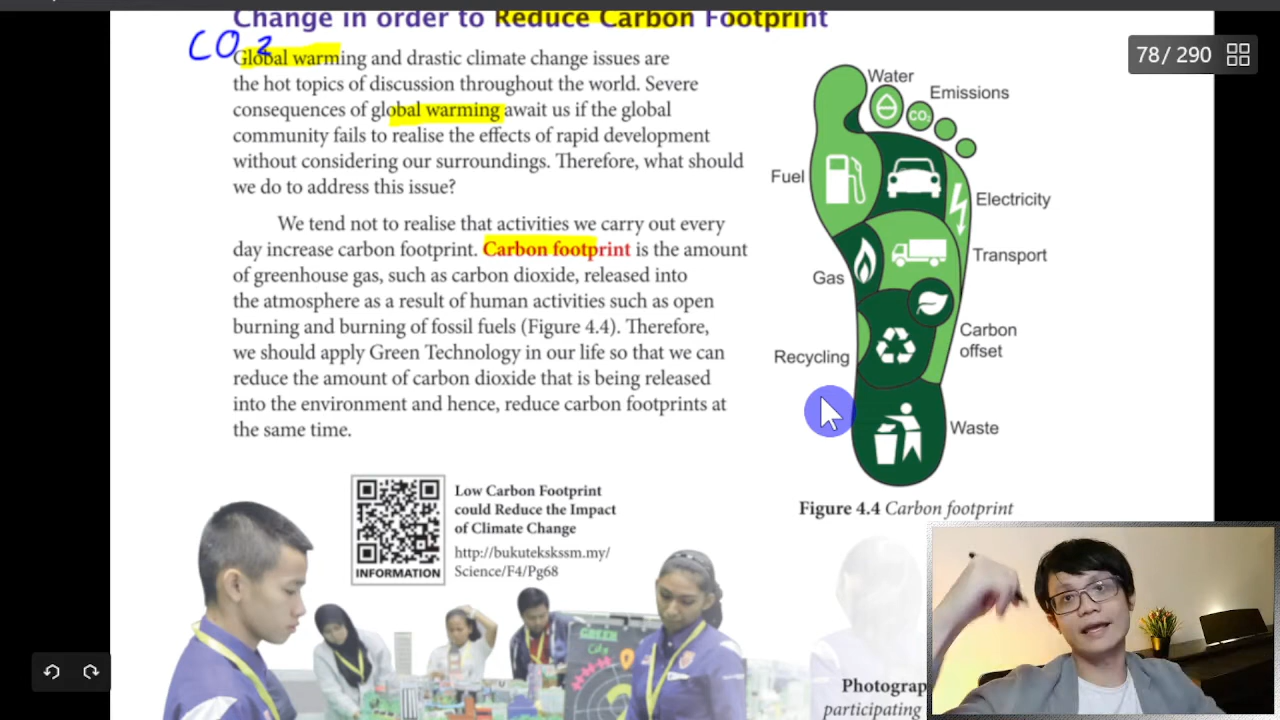 Change in order to Reduce Carbon Footprint
CO2
Global warming and drastic climate change issues are
the hot topics of discussion throughout the world. Severe
consequences of global warming await us if the global
community fails to realise the effects of rapid development
without considering our surroundings. Therefore, what should
we do to address this issue?
We tend not to realise that activities we carry out every
day increase carbon footprint. Carbon footprint is the amount
of greenhouse gas, such as carbon dioxide, released into
the atmosphere as a result of human activities such as open
burning and burning of fossil fuels (Figure 4.4). Therefore,
we should apply Green Technology in our life so that we can
reduce the amount of carbon dioxide that is being released
into the environment and hence, reduce carbon footprints at
the same time.
78/ 290
Water
Emissions
CO2
Fuel
Electricity
Transport
Gas
Carbon
offset
Recycling
Waste
Figure 4.4 Carbon footprint
INFORMATION
Low Carbon Footprint
could Reduce the Impact
of Climate Change
http://buku­tekskssm.my/
Science/F4/Pg68
GREEN
City
Photograp
participating